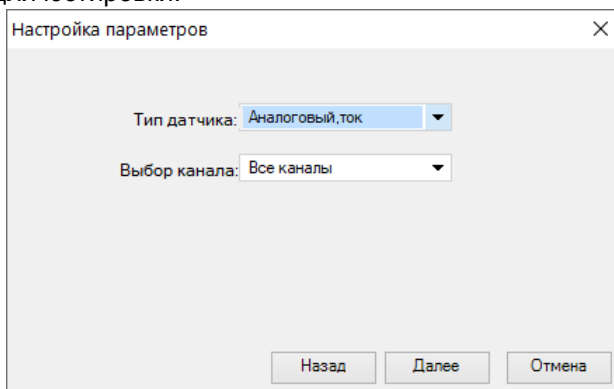 Настройка параметров
Тип датчика: Аналоговый,ток
Выбор канала: Все каналы
Назад Далее Отмена